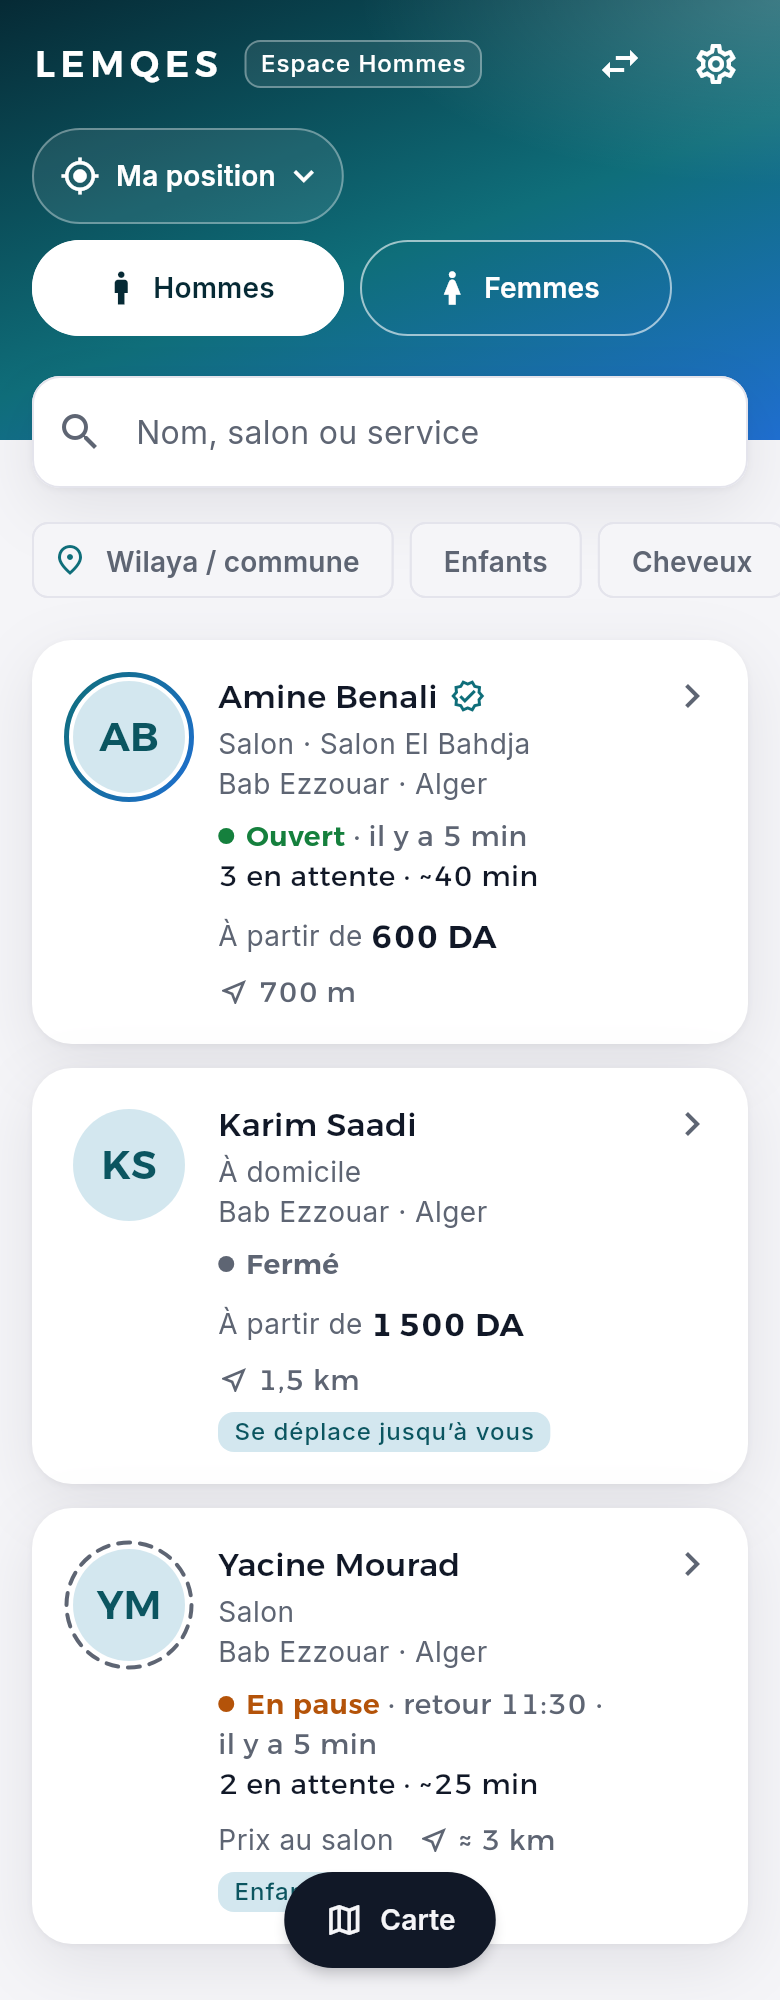 LEMQES
Espace Hommes
Ma position
Hommes
Femmes
Nom, salon ou service
Wilaya / commune
Enfants
Cheveux
AB
Amine Benali
Salon · Salon El Bahdja
Bab Ezzouar · Alger
Ouvert · il y a 5 min
3 en attente · ~40 min
À partir de 600 DA
700 m
KS
Karim Saadi
À domicile
Bab Ezzouar · Alger
Fermé
À partir de 1 500 DA
1,5 km
Se déplace jusqu’à vous
YM
Yacine Mourad
Salon
Bab Ezzouar · Alger
En pause · retour 11:30 ·
il y a 5 min
2 en attente · ~25 min
Prix au salon ≈ 3 km
Carte